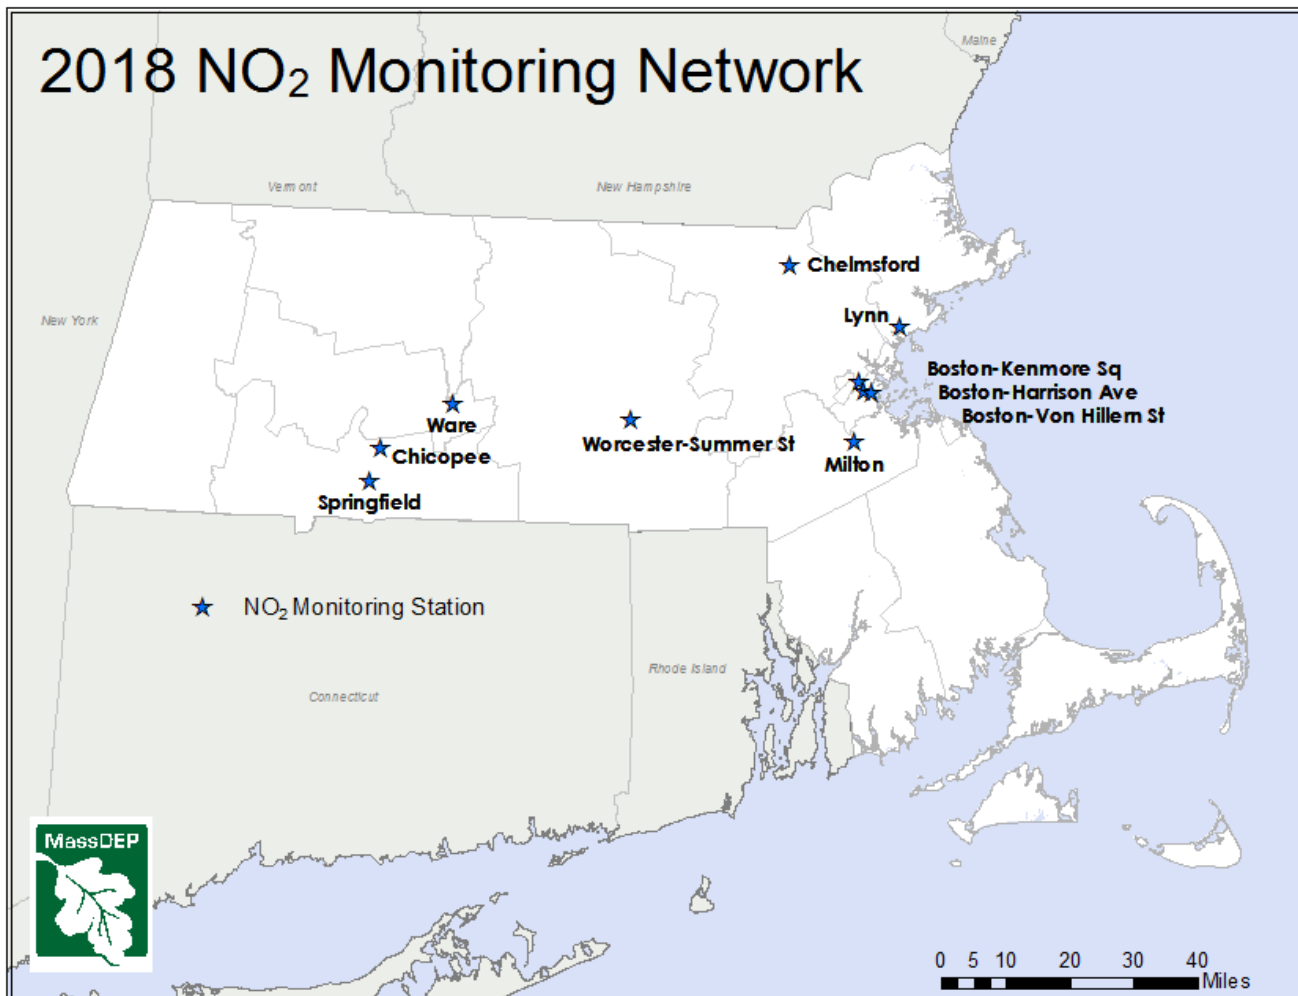 2018 NO₂ Monitoring Network
Maine
Vermont
New Hampshire
New York
Chelmsford
Lynn
Boston-Kenmore Sq
Boston-Harrison Ave
Boston-Von Hillern St
Ware
Worcester-Summer St
Milton
Chicopee
Springfield
NO₂ Monitoring Station
Rhode Island
Connecticut
MassDEP
0 5 10 20 30 40
Miles